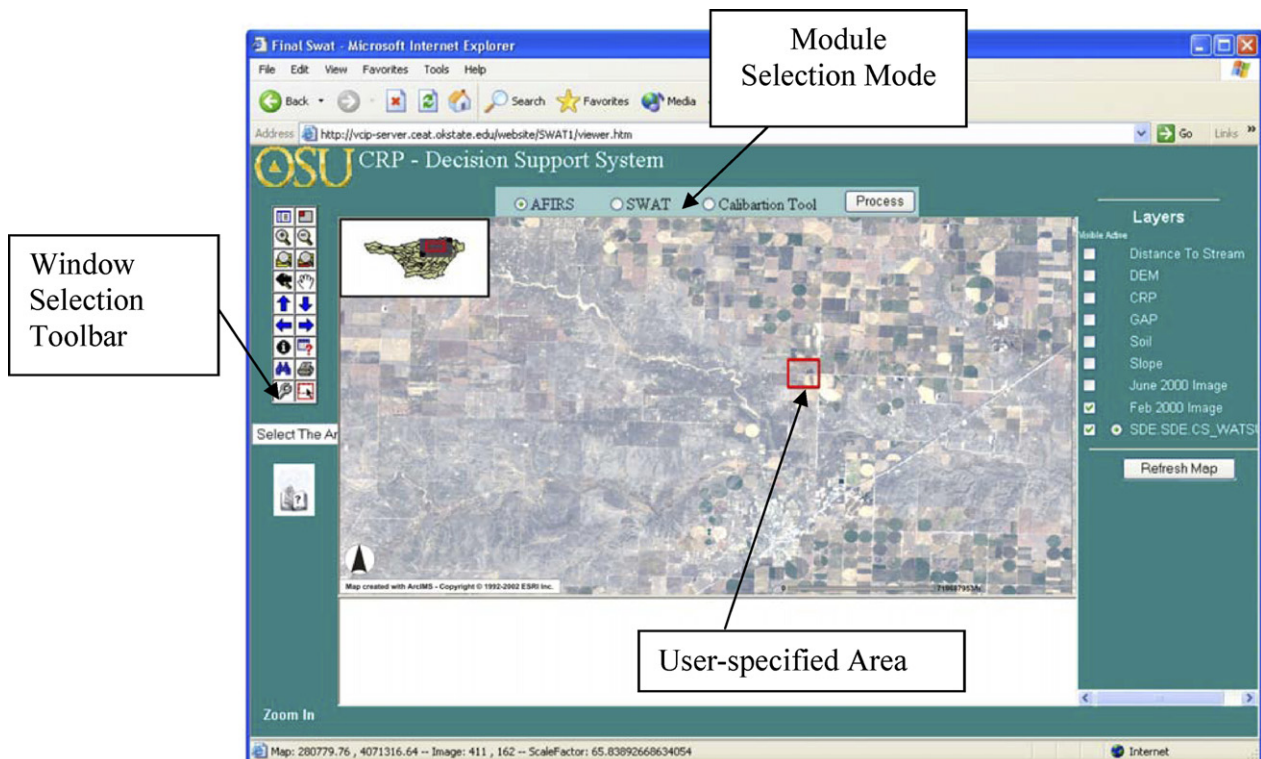 Module
Selection Mode
Final Swat - Microsoft Internet Explorer
File Edit View Favorites Tools Help
Back Search Favorites Media
Address http://vcip-server.ceat.okstate.edu/website/SWAT1/viewer.htm Go Links »
OSU CRP - Decision Support System
AFIRS SWAT Calibartion Tool Process
Layers
Visible Active
Distance To Stream
DEM
CRP
GAP
Soil
Slope
June 2000 Image
Feb 2000 Image
SDE.SDE.CS_WATSU
Refresh Map
Window
Selection
Toolbar
Select The Ar
Map created with ArcIMS - Copyright © 1992-2002 ESRI Inc.
0
User-specified Area
Zoom In
Map: 280779.76 , 4071316.64 -- Image: 411 , 162 -- ScaleFactor: 65.83892668634054
Internet